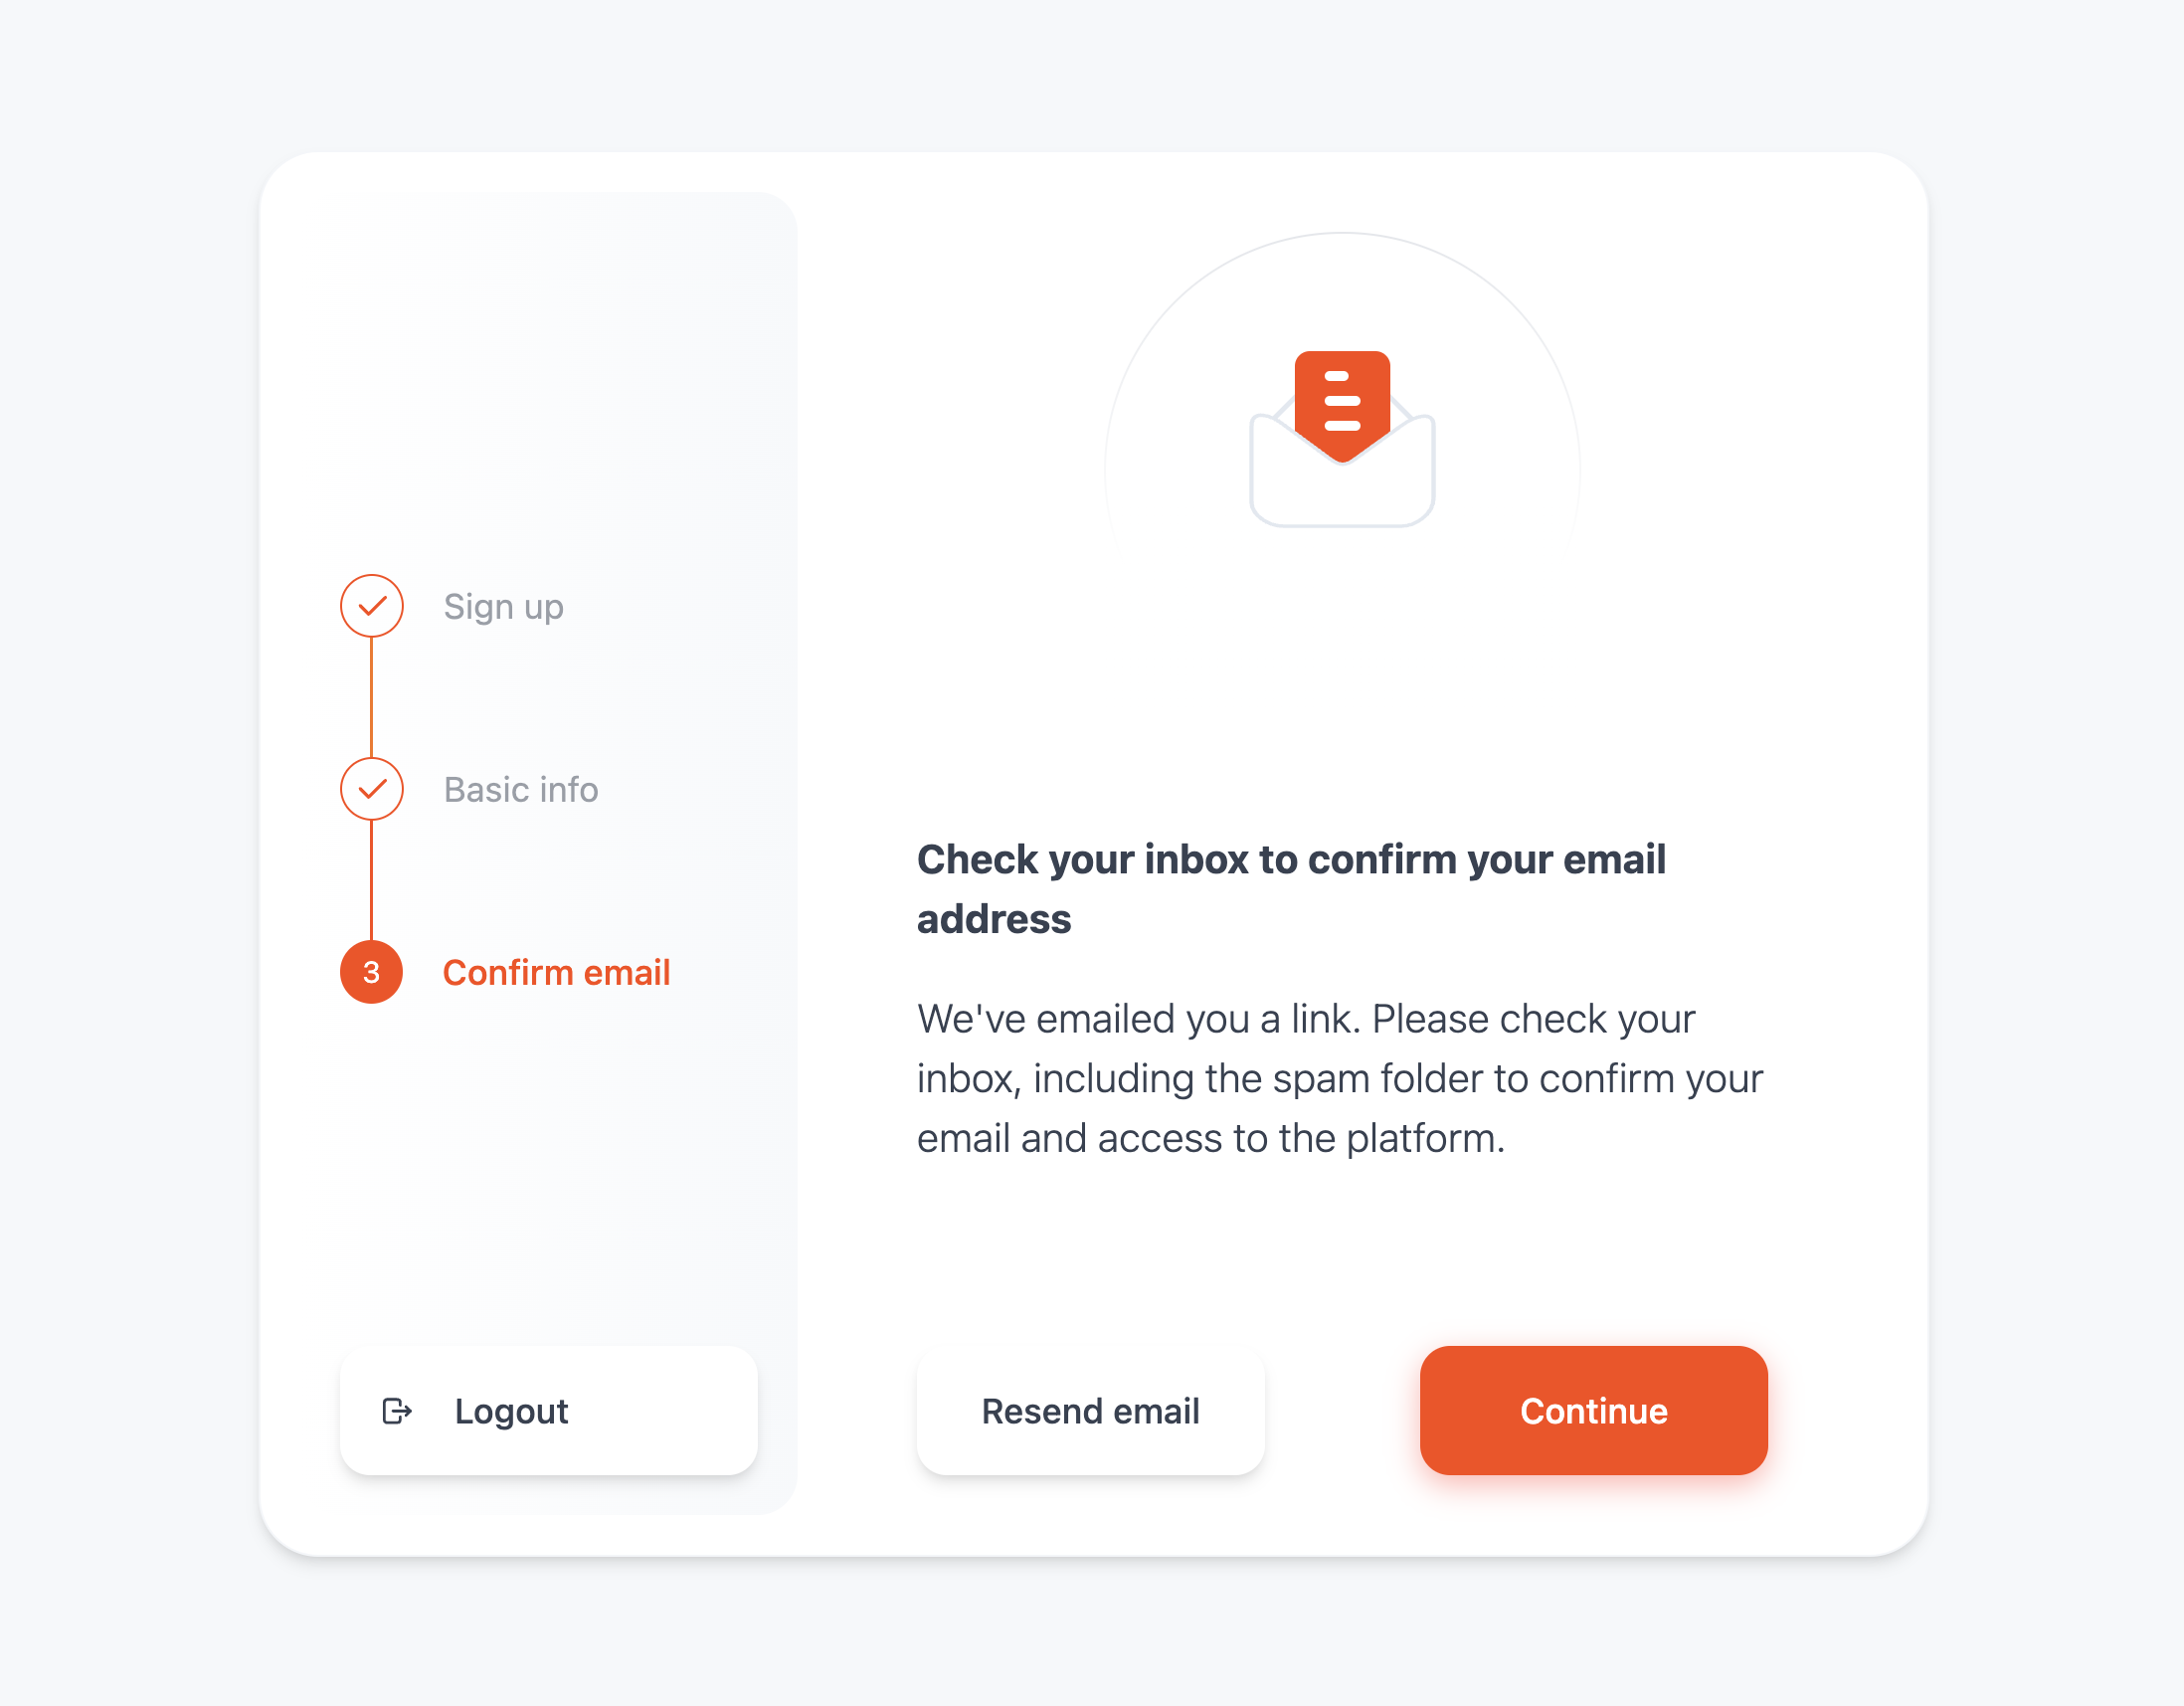 Sign up
Basic info
3
Confirm email
Logout
Check your inbox to confirm your email
address
We've emailed you a link. Please check your
inbox, including the spam folder to confirm your
email and access to the platform.
Resend email
Continue